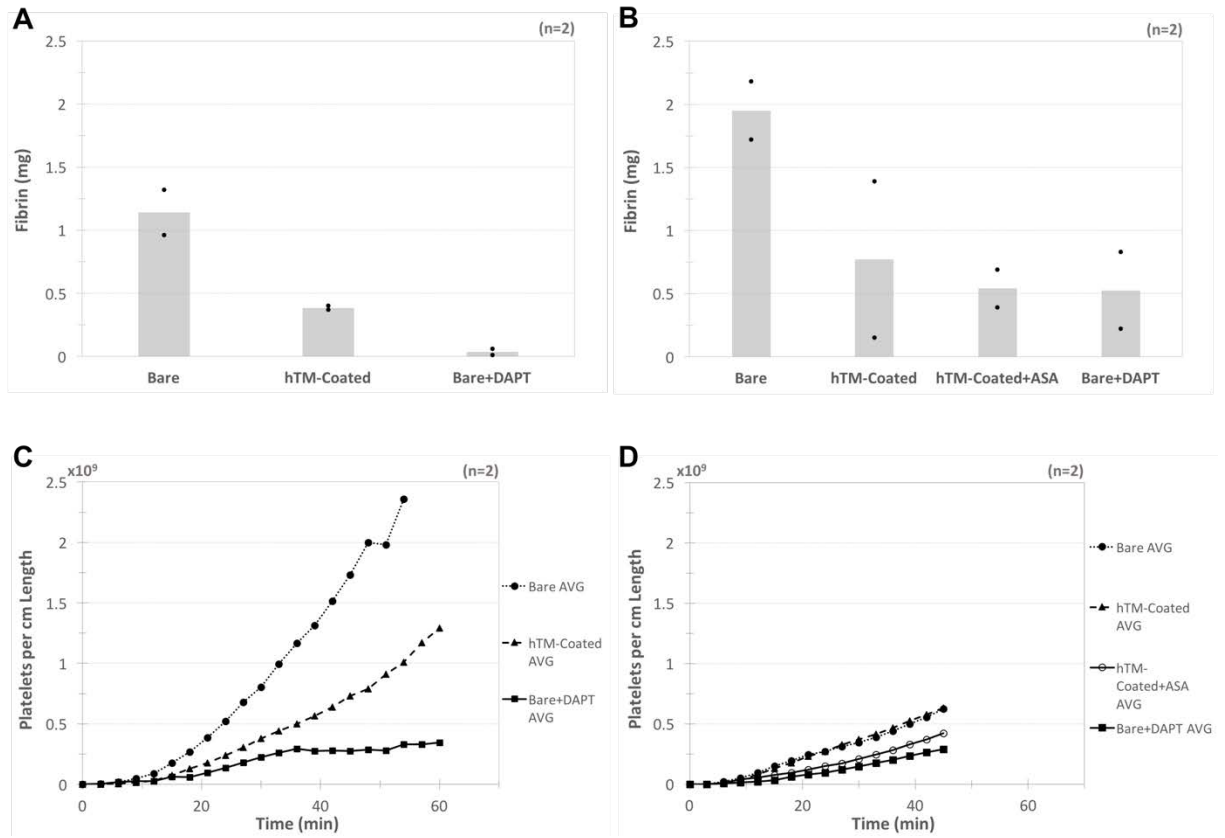 A
(n=2)
2.5
2
1.5
1
0.5
0
Fibrin (mg)
Bare
hTM-Coated
Bare+DAPT
B
(n=2)
2.5
2
1.5
1
0.5
0
Fibrin (mg)
Bare
hTM-Coated
hTM-Coated+ASA
Bare+DAPT
C
x10⁹
(n=2)
2.5
2
1.5
1
0.5
0
Platelets per cm Length
0
20
40
60
Time (min)
Bare AVG
hTM-Coated
AVG
Bare+DAPT
AVG
D
x10⁹
(n=2)
2.5
2
1.5
1
0.5
0
Platelets per cm Length
0
20
40
60
Time (min)
Bare AVG
hTM-Coated
AVG
hTM-
Coated+ASA
AVG
Bare+DAPT AVG